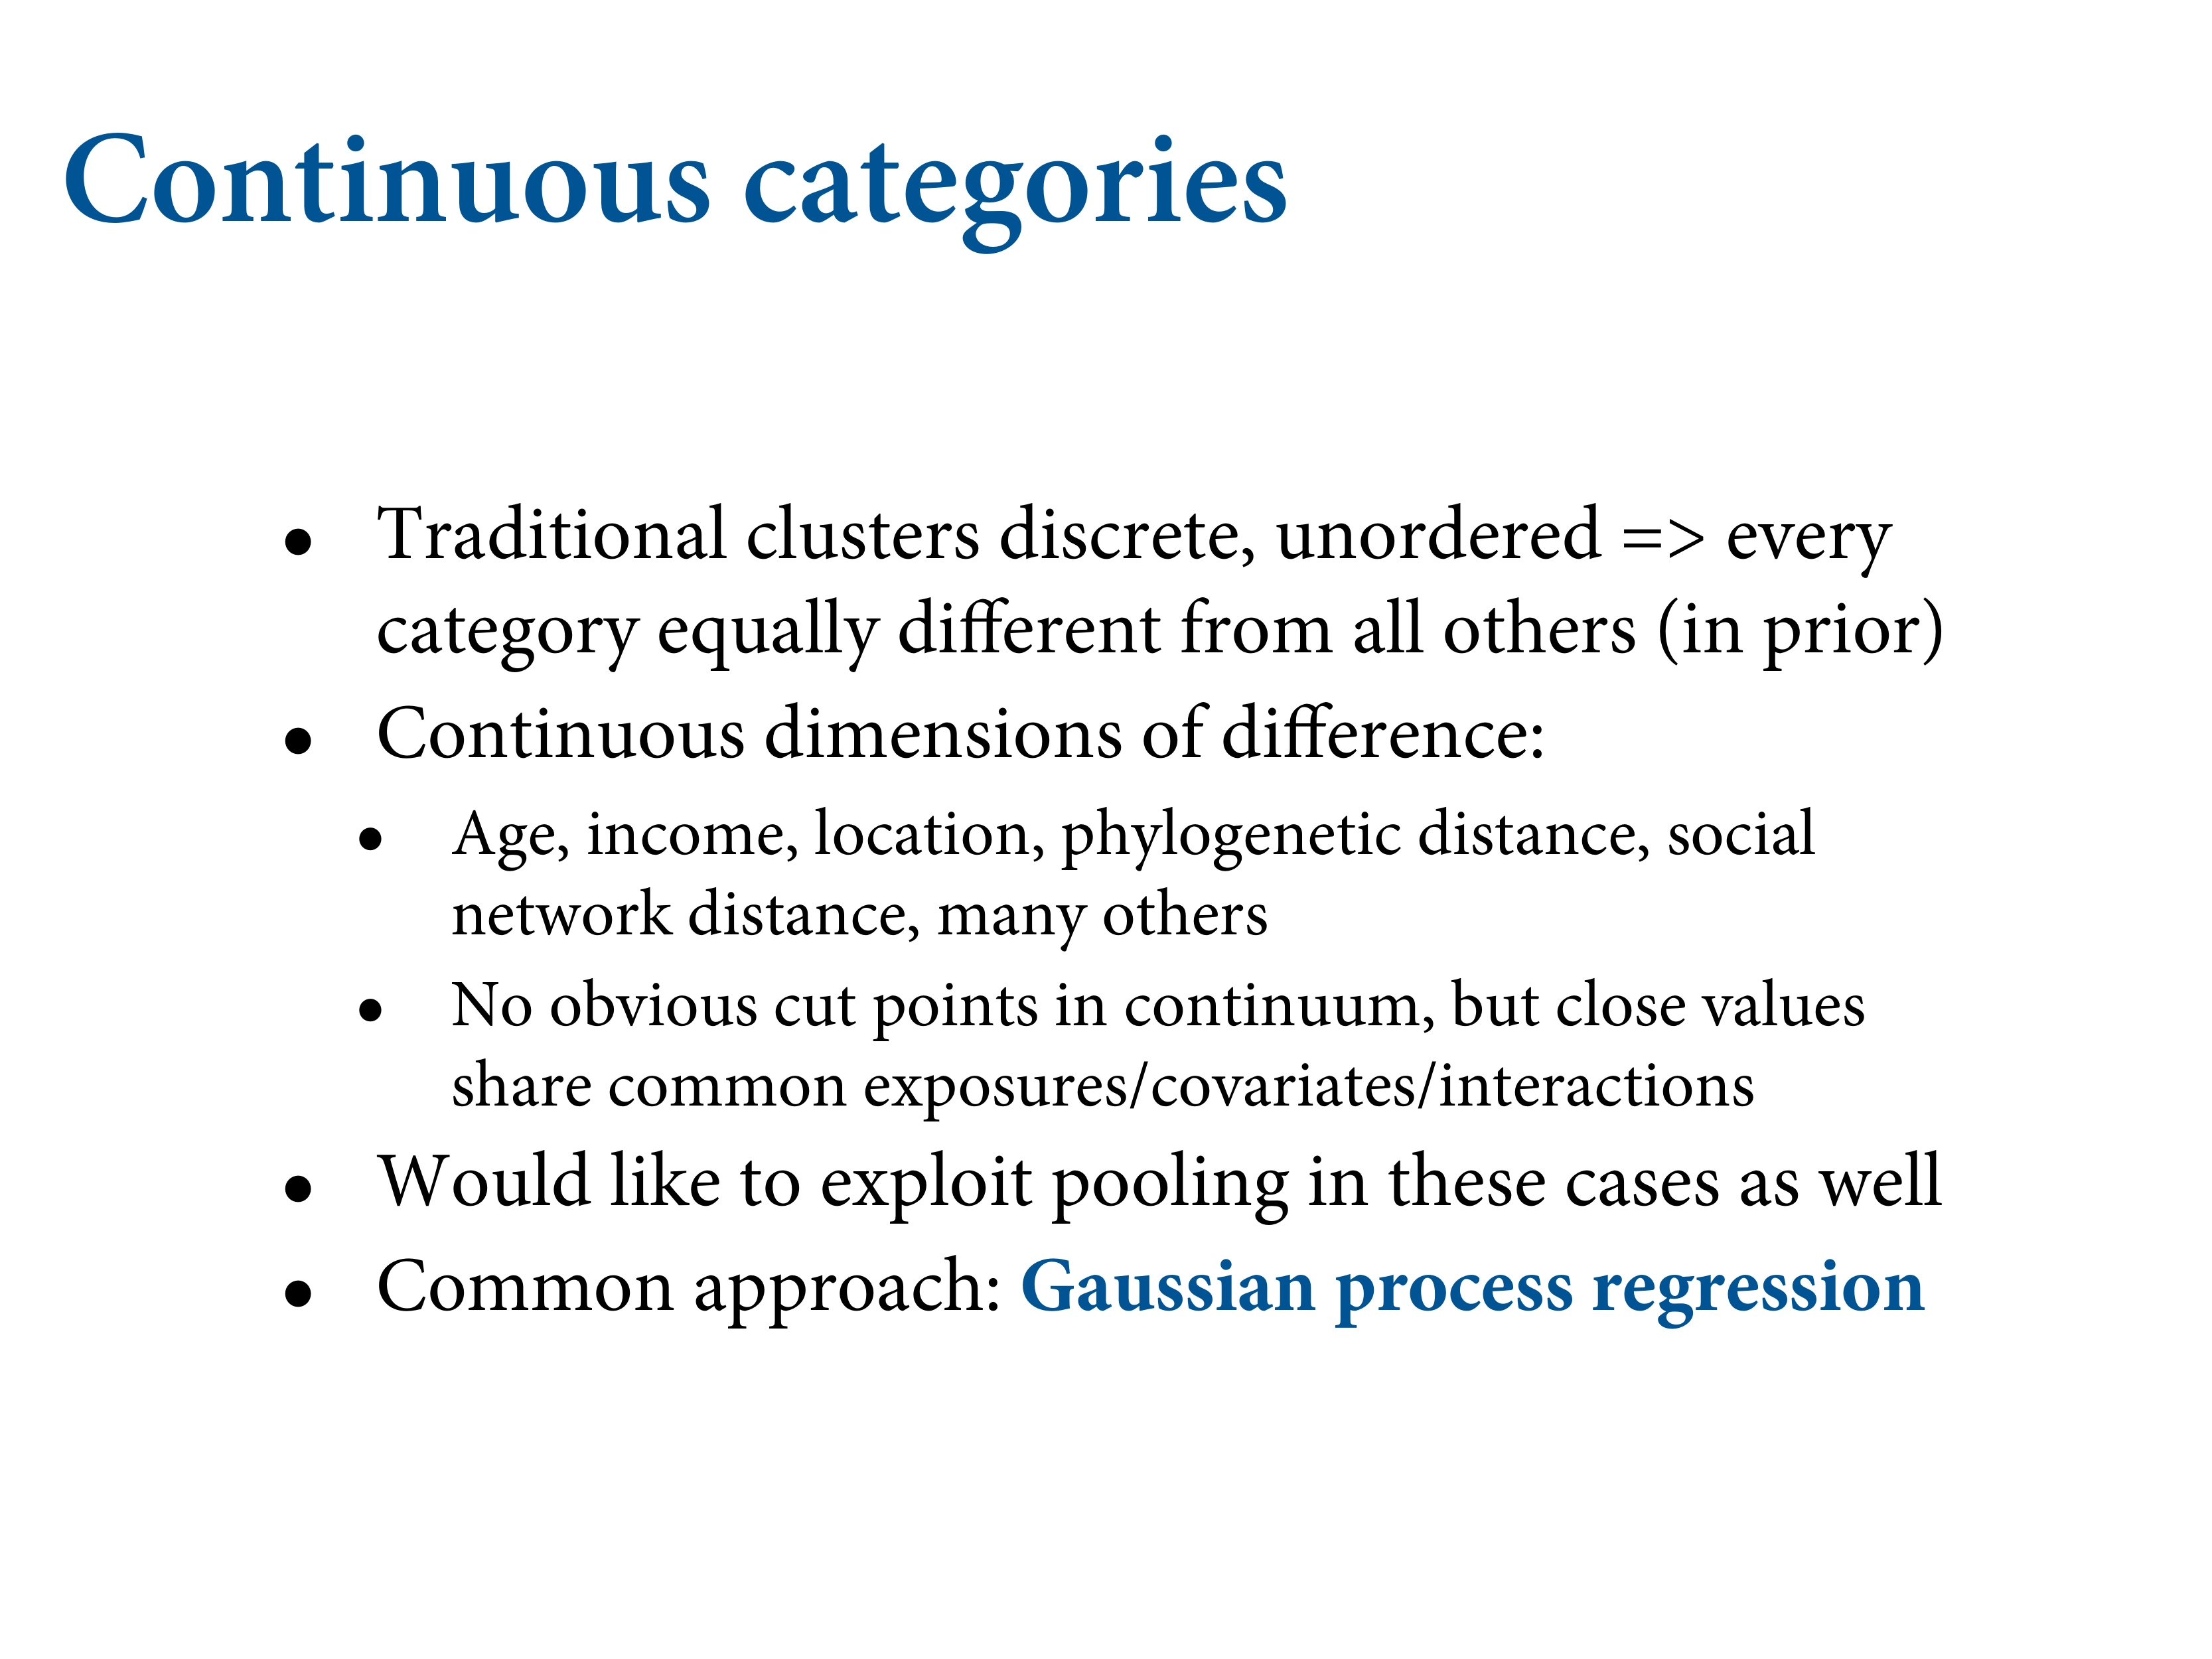 Continuous categories
• Traditional clusters discrete, unordered => every
category equally different from all others (in prior)
• Continuous dimensions of difference:
• Age, income, location, phylogenetic distance, social
network distance, many others
• No obvious cut points in continuum, but close values
share common exposures/covariates/interactions
• Would like to exploit pooling in these cases as well
• Common approach: Gaussian process regression